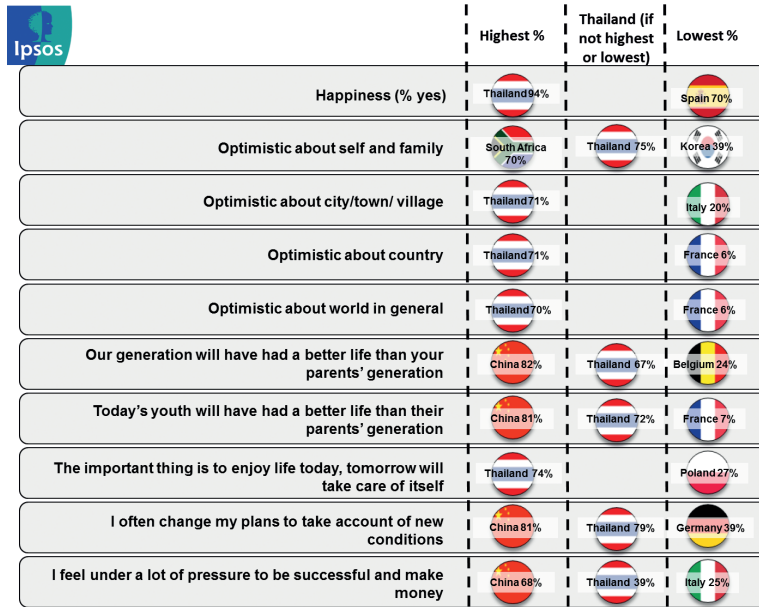 Ipsos
Highest %
Thailand (if
not highest
or lowest)
Lowest %
Happiness (% yes)
Thailand 94%
Spain 70%
Optimistic about self and family
South Africa
70%
Thailand 75%
Korea 39%
Optimistic about city/town/ village
Thailand 71%
Italy 20%
Optimistic about country
Thailand 71%
France 6%
Optimistic about world in general
Thailand 70%
France 6%
Our generation will have had a better life than your
parents’ generation
China 82%
Thailand 67%
Belgium 24%
Today’s youth will have had a better life than their
parents’ generation
China 81%
Thailand 72%
France 7%
The important thing is to enjoy life today, tomorrow will
take care of itself
Thailand 74%
Poland 27%
I often change my plans to take account of new
conditions
China 81%
Thailand 79%
Germany 39%
I feel under a lot of pressure to be successful and make
money
China 68%
Thailand 39%
Italy 25%